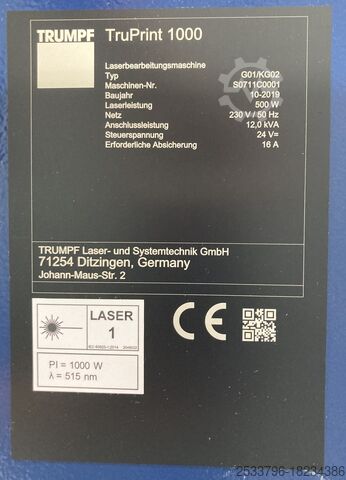 TRUMPF TruPrint 1000
Laserbearbeitungsmaschine
Typ G01/KG02
Maschinen-Nr. S0711C0001
Baujahr 10-2019
Laserleistung 500 W
Netz 230 V / 50 Hz
Anschlussleistung 12,0 kVA
Steuerspannung 24 V=
Erforderliche Absicherung 16 A
TRUMPF Laser- und Systemtechnik GmbH
71254 Ditzingen, Germany
Johann-Maus-Str. 2
LASER
1
PI = 1000 W
λ = 515 nm
CE
2533796-18234386